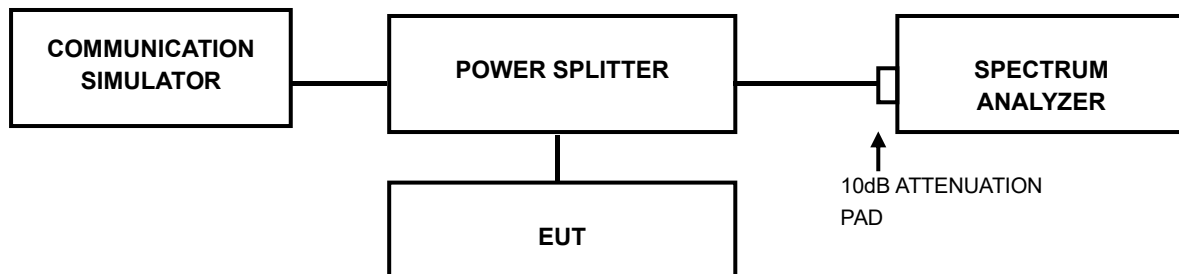 COMMUNICATION
SIMULATOR
POWER SPLITTER
SPECTRUM
ANALYZER
10dB ATTENUATION
PAD
EUT